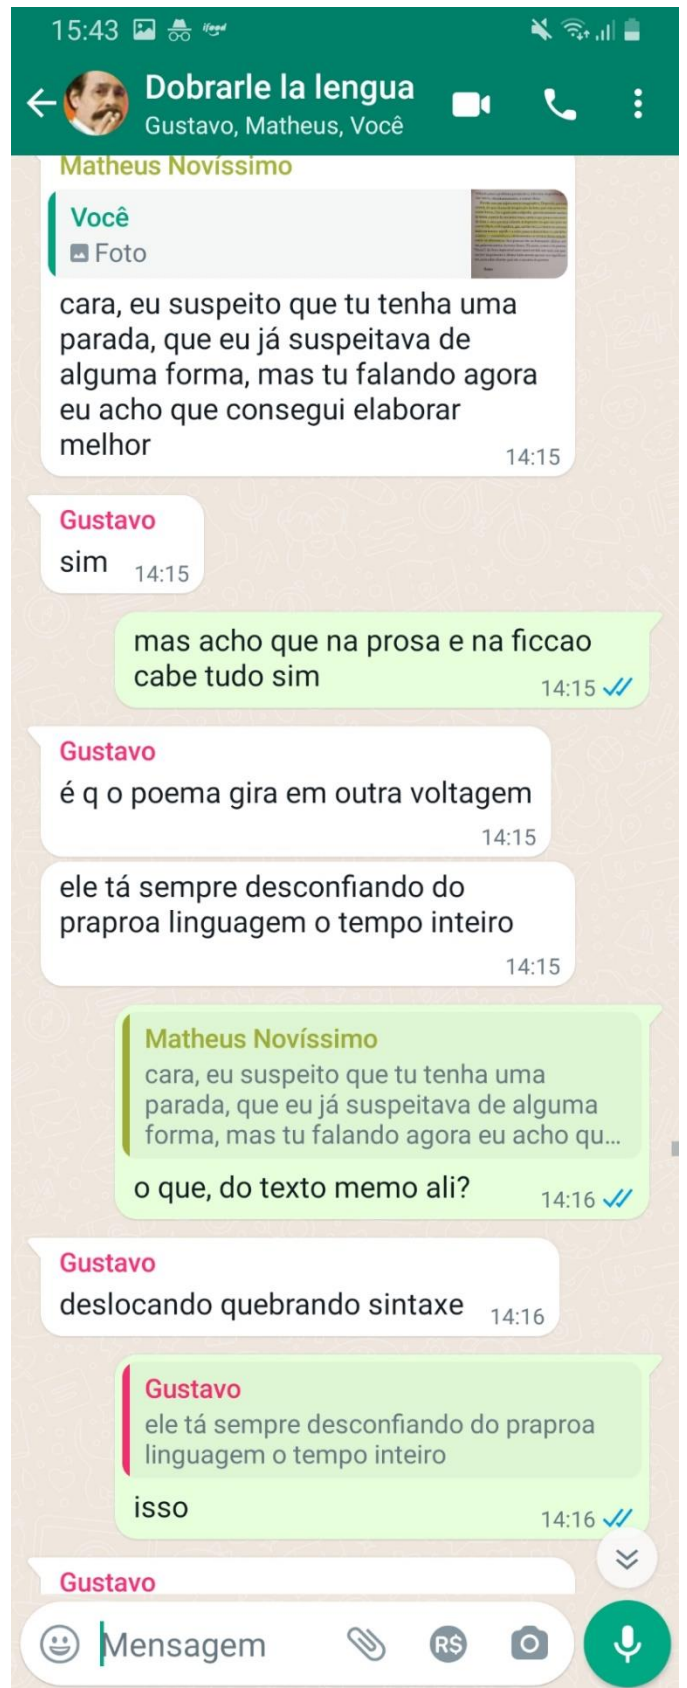 15:43 ifood
Dobrarle la lengua
Gustavo, Matheus, Você
Matheus Novíssimo
Você
Foto
cara, eu suspeito que tu tenha uma
parada, que eu já suspeitava de
alguma forma, mas tu falando agora
eu acho que consegui elaborar
melhor
14:15
Gustavo
sim 14:15
mas acho que na prosa e na ficcao
cabe tudo sim
14:15
Gustavo
é q o poema gira em outra voltagem
14:15
ele tá sempre desconfiando do
praproa linguagem o tempo inteiro
14:15
Matheus Novíssimo
cara, eu suspeito que tu tenha uma
parada, que eu já suspeitava de alguma
forma, mas tu falando agora eu acho qu...
o que, do texto memo ali? 14:16
Gustavo
deslocando quebrando sintaxe 14:16
Gustavo
ele tá sempre desconfiando do praproa
linguagem o tempo inteiro
isso
14:16
Gustavo
Mensagem R$